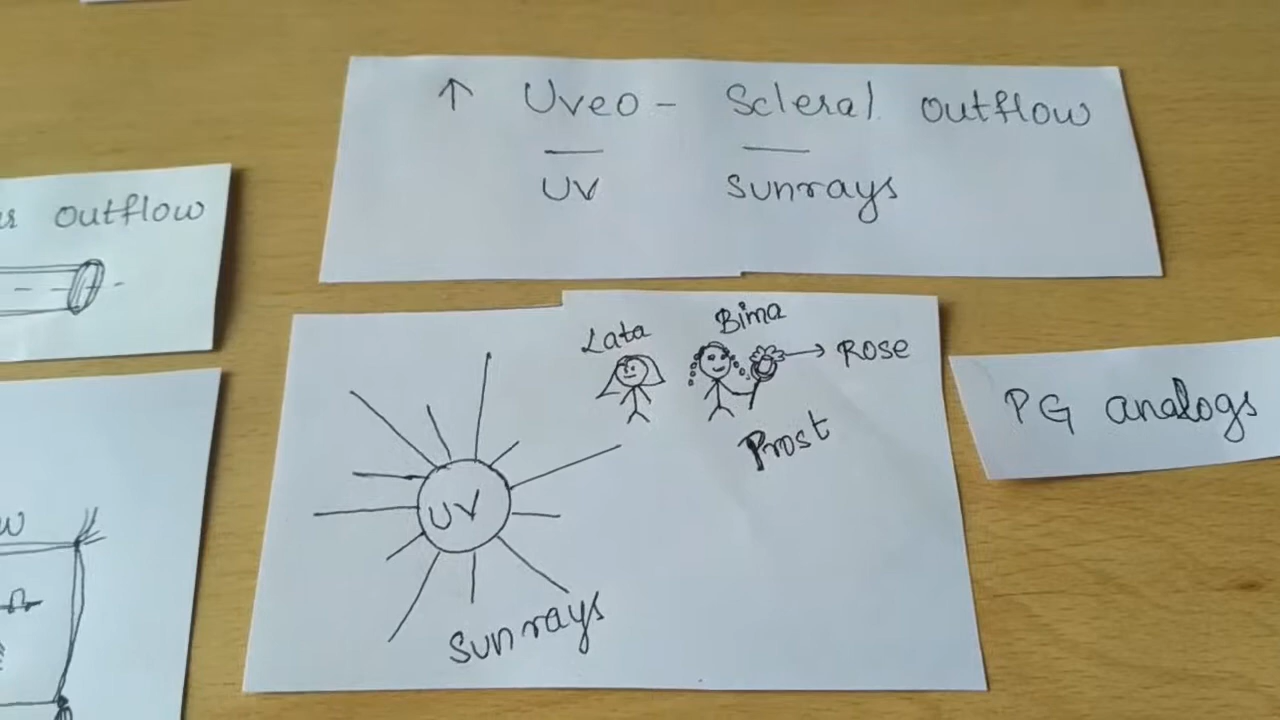 ↑ Uveo - Scleral outflow
UV Sunrays
outflow
Lata
Bima
→ ROSE
Prost
PG analogs
UV
Sunrays